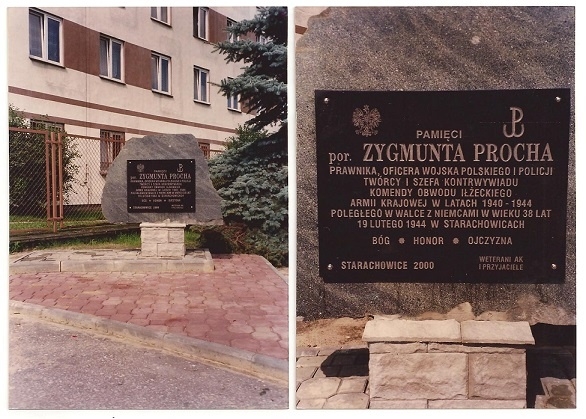 PAMIĘCI
por. ZYGMUNTA PROCHA
PRAWNIKA, OFICERA WOJSKA POLSKIEGO I POLICJI
TWÓRCY I SZEFA KONTRWYWIADU
KOMENDY OBWODU IŁŻECKIEGO
ARMII KRAJOWEJ W LATACH 1940 - 1944
POLEGŁEGO W WALCE Z NIEMCAMI W WIEKU 38 LAT
19 LUTEGO 1944 W STARACHOWICACH
BÓG • HONOR • OJCZYZNA
STARACHOWICE 2000
WETERANI AK
I PRZYJACIELE